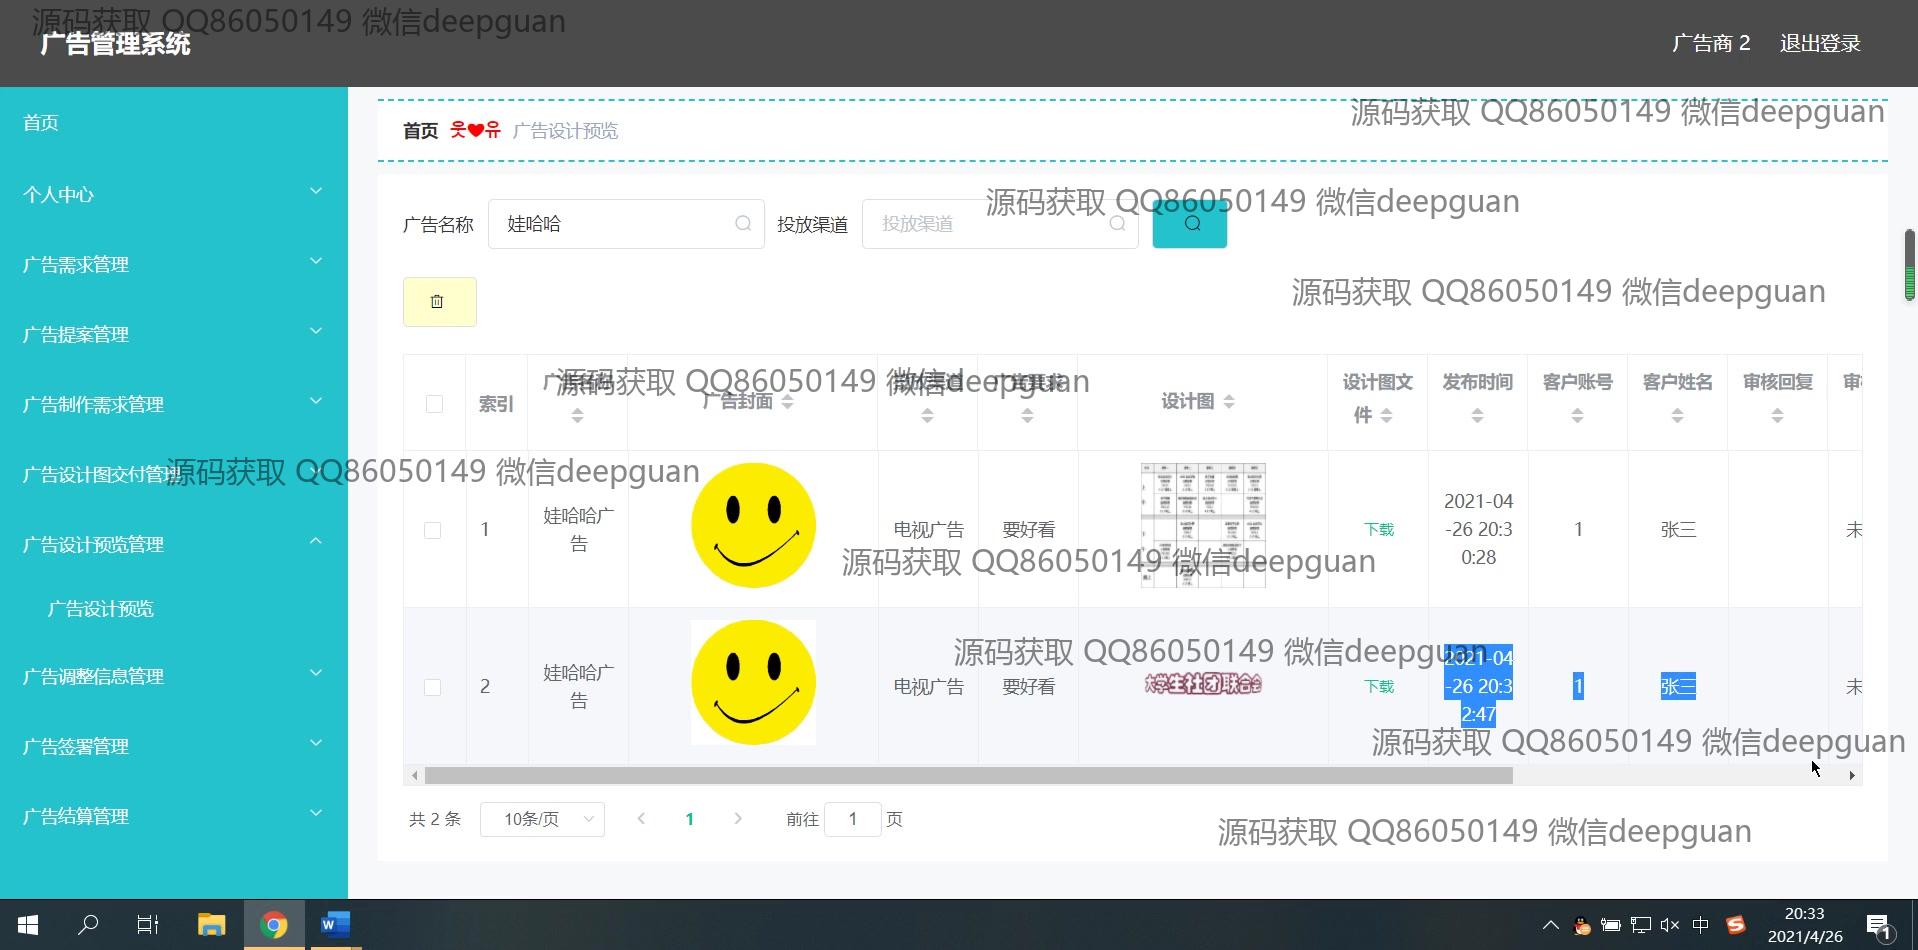 源码获取 QQ86050149 微信deepguan
广告管理系统
广告商 2 退出登录
首页
个人中心
广告需求管理
广告提案管理
广告制作需求管理
广告设计图交付管理
广告设计预览管理
广告设计预览
广告调整信息管理
广告签署管理
广告结算管理
源码获取 QQ86050149 微信deepguan
首页 웃❤유 广告设计预览
源码获取 QQ86050149 微信deepguan
广告名称 娃哈哈 投放渠道 投放渠道
源码获取 QQ86050149 微信deepguan
源码获取 QQ86050149 微信deepguan
索引 广告名称 广告封面 投放渠道 广告要求 设计图 设计图文件 发布时间 客户账号 客户姓名 审核回复 审
源码获取 QQ86050149 微信deepguan
1 娃哈哈广告 电视广告 要好看 下载 2021-04-26 20:30:28 1 张三 未
源码获取 QQ86050149 微信deepguan
源码获取 QQ86050149 微信deepguan
2 娃哈哈广告 电视广告 要好看 大学生社团联合会 下载 2021-04-26 20:32:47 1 张三 未
源码获取 QQ86050149 微信deepguan
共 2 条 10条/页 1 前往 1 页
源码获取 QQ86050149 微信deepguan
中
20:33
2021/4/26
1